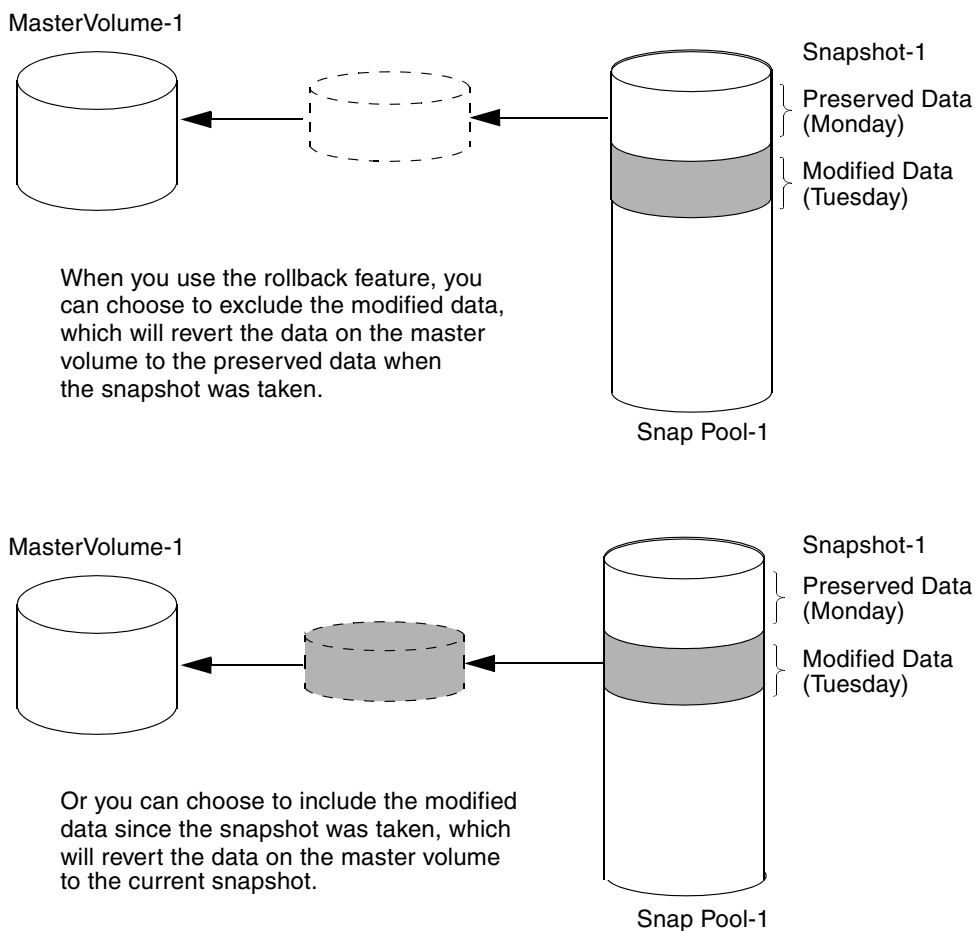 MasterVolume-1
Snapshot-1
Preserved Data
(Monday)
Modified Data
(Tuesday)
When you use the rollback feature, you
can choose to exclude the modified data,
which will revert the data on the master
volume to the preserved data when
the snapshot was taken.
Snap Pool-1
MasterVolume-1
Snapshot-1
Preserved Data
(Monday)
Modified Data
(Tuesday)
Or you can choose to include the modified
data since the snapshot was taken, which
will revert the data on the master volume
to the current snapshot.
Snap Pool-1